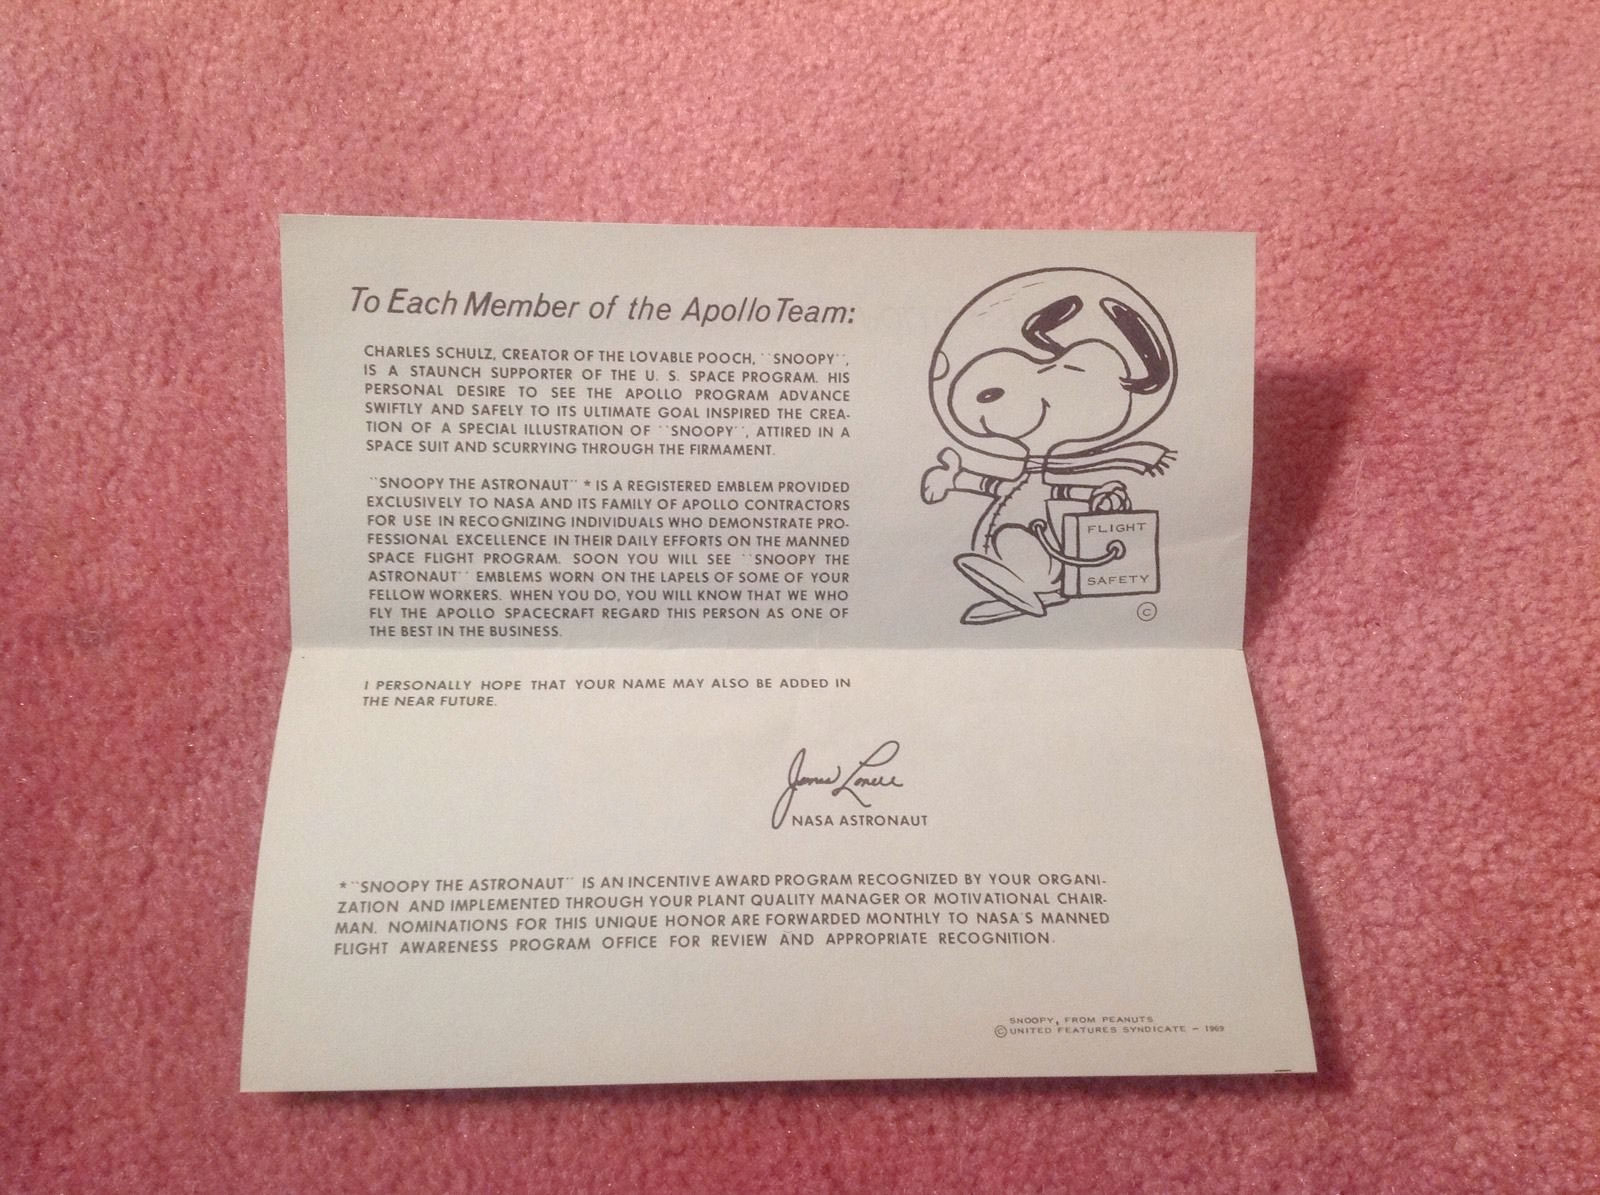 To Each Member of the Apollo Team:
CHARLES SCHULZ, CREATOR OF THE LOVABLE POOCH, "SNOOPY",
IS A STAUNCH SUPPORTER OF THE U. S. SPACE PROGRAM. HIS
PERSONAL DESIRE TO SEE THE APOLLO PROGRAM ADVANCE
SWIFTLY AND SAFELY TO ITS ULTIMATE GOAL INSPIRED THE CREA-
TION OF A SPECIAL ILLUSTRATION OF "SNOOPY", ATTIRED IN A
SPACE SUIT AND SCURRYING THROUGH THE FIRMAMENT.
"SNOOPY THE ASTRONAUT" * IS A REGISTERED EMBLEM PROVIDED
EXCLUSIVELY TO NASA AND ITS FAMILY OF APOLLO CONTRACTORS
FOR USE IN RECOGNIZING INDIVIDUALS WHO DEMONSTRATE PRO-
FESSIONAL EXCELLENCE IN THEIR DAILY EFFORTS ON THE MANNED
SPACE FLIGHT PROGRAM. SOON YOU WILL SEE "SNOOPY THE
ASTRONAUT" EMBLEMS WORN ON THE LAPELS OF SOME OF YOUR
FELLOW WORKERS. WHEN YOU DO, YOU WILL KNOW THAT WE WHO
FLY THE APOLLO SPACECRAFT REGARD THIS PERSON AS ONE OF
THE BEST IN THE BUSINESS.
FLIGHT
SAFETY
©
I PERSONALLY HOPE THAT YOUR NAME MAY ALSO BE ADDED IN
THE NEAR FUTURE.
James Lovell
NASA ASTRONAUT
* "SNOOPY THE ASTRONAUT" IS AN INCENTIVE AWARD PROGRAM RECOGNIZED BY YOUR ORGANI-
ZATION AND IMPLEMENTED THROUGH YOUR PLANT QUALITY MANAGER OR MOTIVATIONAL CHAIR-
MAN. NOMINATIONS FOR THIS UNIQUE HONOR ARE FORWARDED MONTHLY TO NASA'S MANNED
FLIGHT AWARENESS PROGRAM OFFICE FOR REVIEW AND APPROPRIATE RECOGNITION.
SNOOPY, FROM PEANUTS
© UNITED FEATURES SYNDICATE - 1969